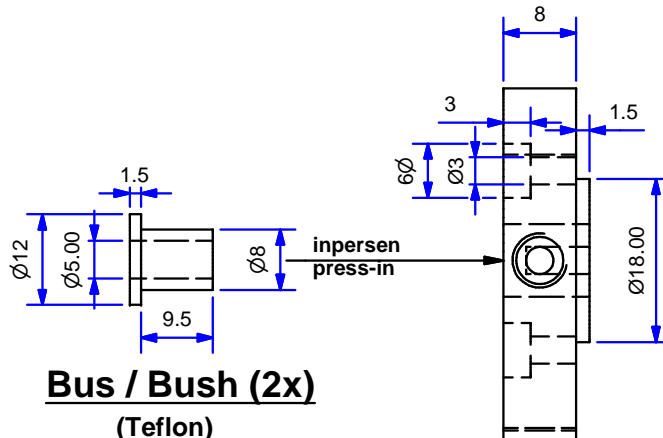 8
3
1.5
6Ø
Ø3
1.5
Ø12
Ø5.00
Ø8
inpersen
press-in
Ø18.00
9.5
Bus / Bush (2x)
(Teflon)